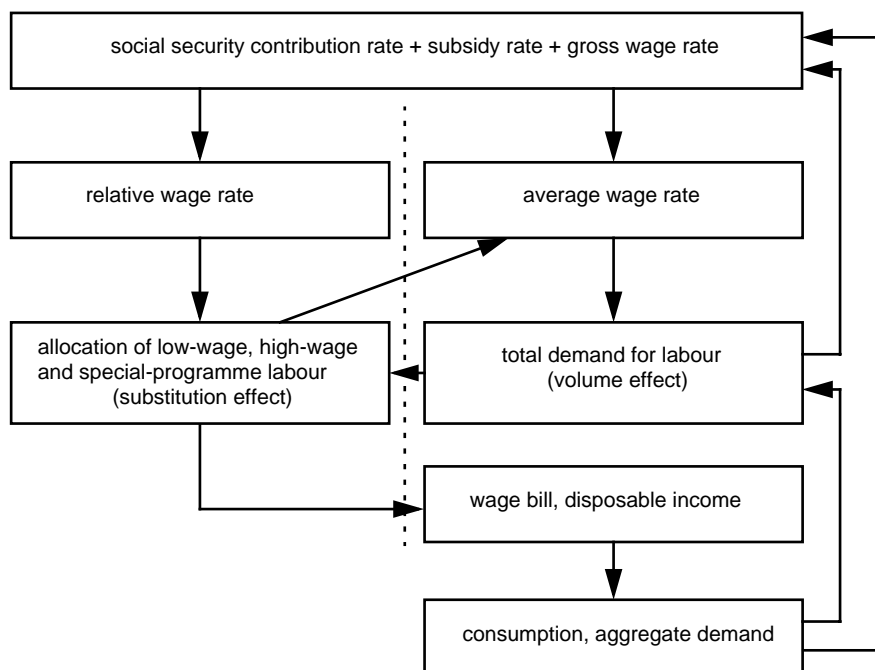 social security contribution rate + subsidy rate + gross wage rate
relative wage rate
average wage rate
allocation of low-wage, high-wage
and special-programme labour
(substitution effect)
total demand for labour
(volume effect)
wage bill, disposable income
consumption, aggregate demand